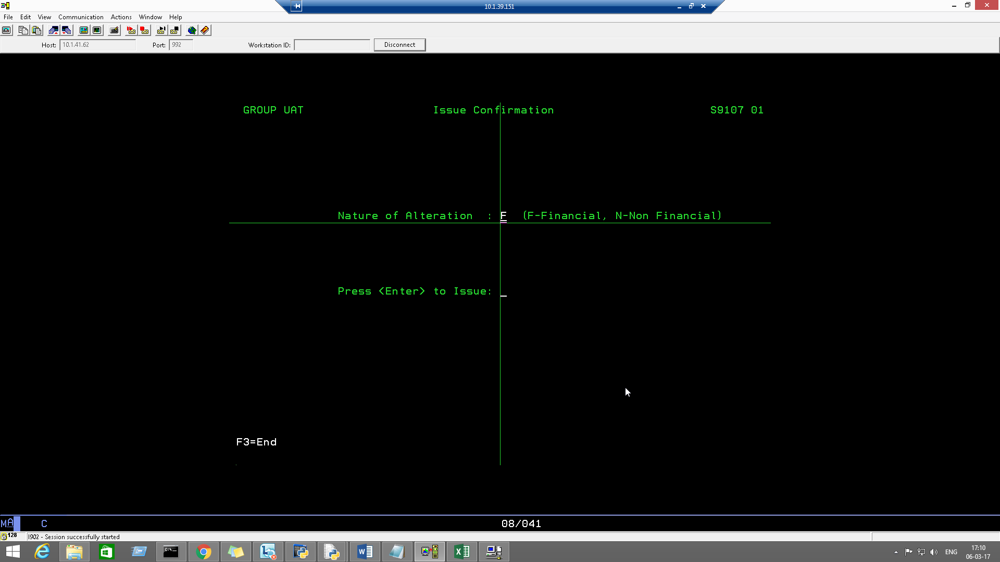 10.1.39.151
File Edit View Communication Actions Window Help
Host: 10.1.41.62 Port: 992 Workstation ID: Disconnect
GROUP UAT Issue Confirmation S9107 01
Nature of Alteration : F (F-Financial, N-Non Financial)
Press <Enter> to Issue: _
F3=End
MA C 08/041
128 I902 - Session successfully started
ENG 17:10
06-03-17